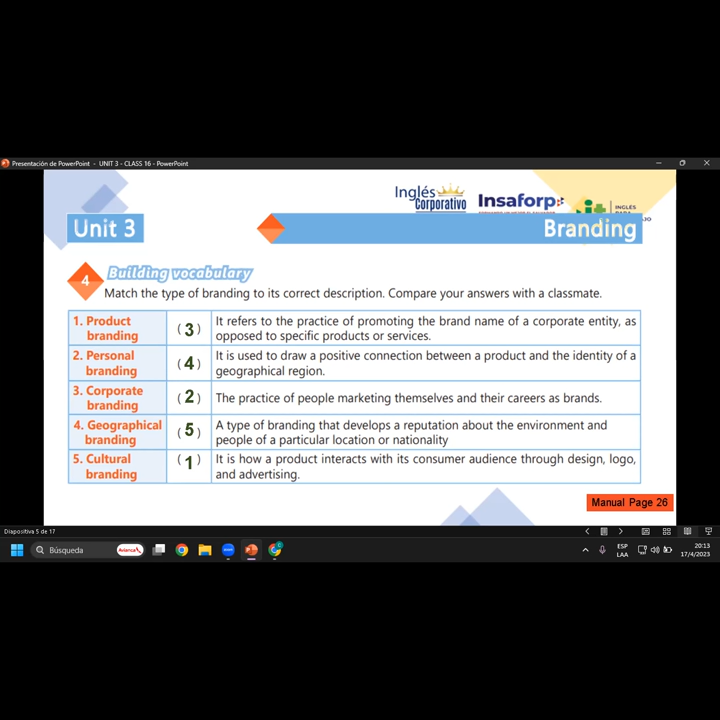 Presentación de PowerPoint - UNIT 3 - CLASS 16 - PowerPoint
Inglés
Corporativo
Insaforp
INGLÉS
Unit 3
Branding
4
Building vocabulary
Match the type of branding to its correct description. Compare your answers with a classmate.
1. Product
branding
( 3 )
It refers to the practice of promoting the brand name of a corporate entity, as
opposed to specific products or services.
2. Personal
branding
( 4 )
It is used to draw a positive connection between a product and the identity of a
geographical region.
3. Corporate
branding
( 2 )
The practice of people marketing themselves and their careers as brands.
4. Geographical
branding
( 5 )
A type of branding that develops a reputation about the environment and
people of a particular location or nationality
5. Cultural
branding
( 1 )
It is how a product interacts with its consumer audience through design, logo,
and advertising.
Manual Page 26
Diapositiva 5 de 17
Búsqueda
ESP
LAA
20:13
17/4/2023